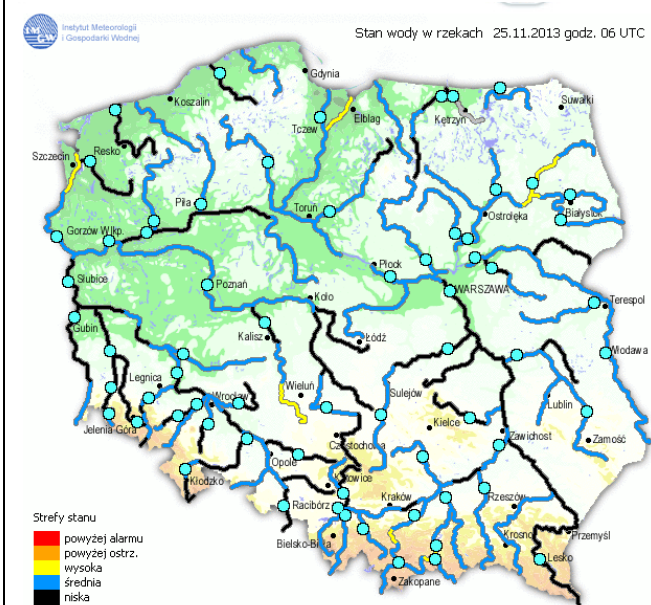 IMGW
Instytut Meteorologii
i Gospodarki Wodnej
Stan wody w rzekach 25.11.2013 godz. 06 UTC
Gdynia
Koszalin
Suwałki
Elbląg
Kętrzyn
Tczew
Resko
Szczecin
Piła
Toruń
Ostrołęka
Białystok
Gorzów Wlkp.
Płock
Słubice
Poznań
WARSZAWA
Koło
Terespol
Gubin
Kalisz
Łódź
Włodawa
Legnica
Wieluń
Sulejów
Lublin
Wrocław
Jelenia Góra
Kielce
Zawichost
Zamość
Częstochowa
Opole
Kłodzko
Katowice
Racibórz
Kraków
Rzeszów
Bielsko-Biała
Krosno
Przemyśl
Lesko
Zakopane
Strefy stanu
powyżej alarmu
powyżej ostrz.
wysoka
średnia
niska